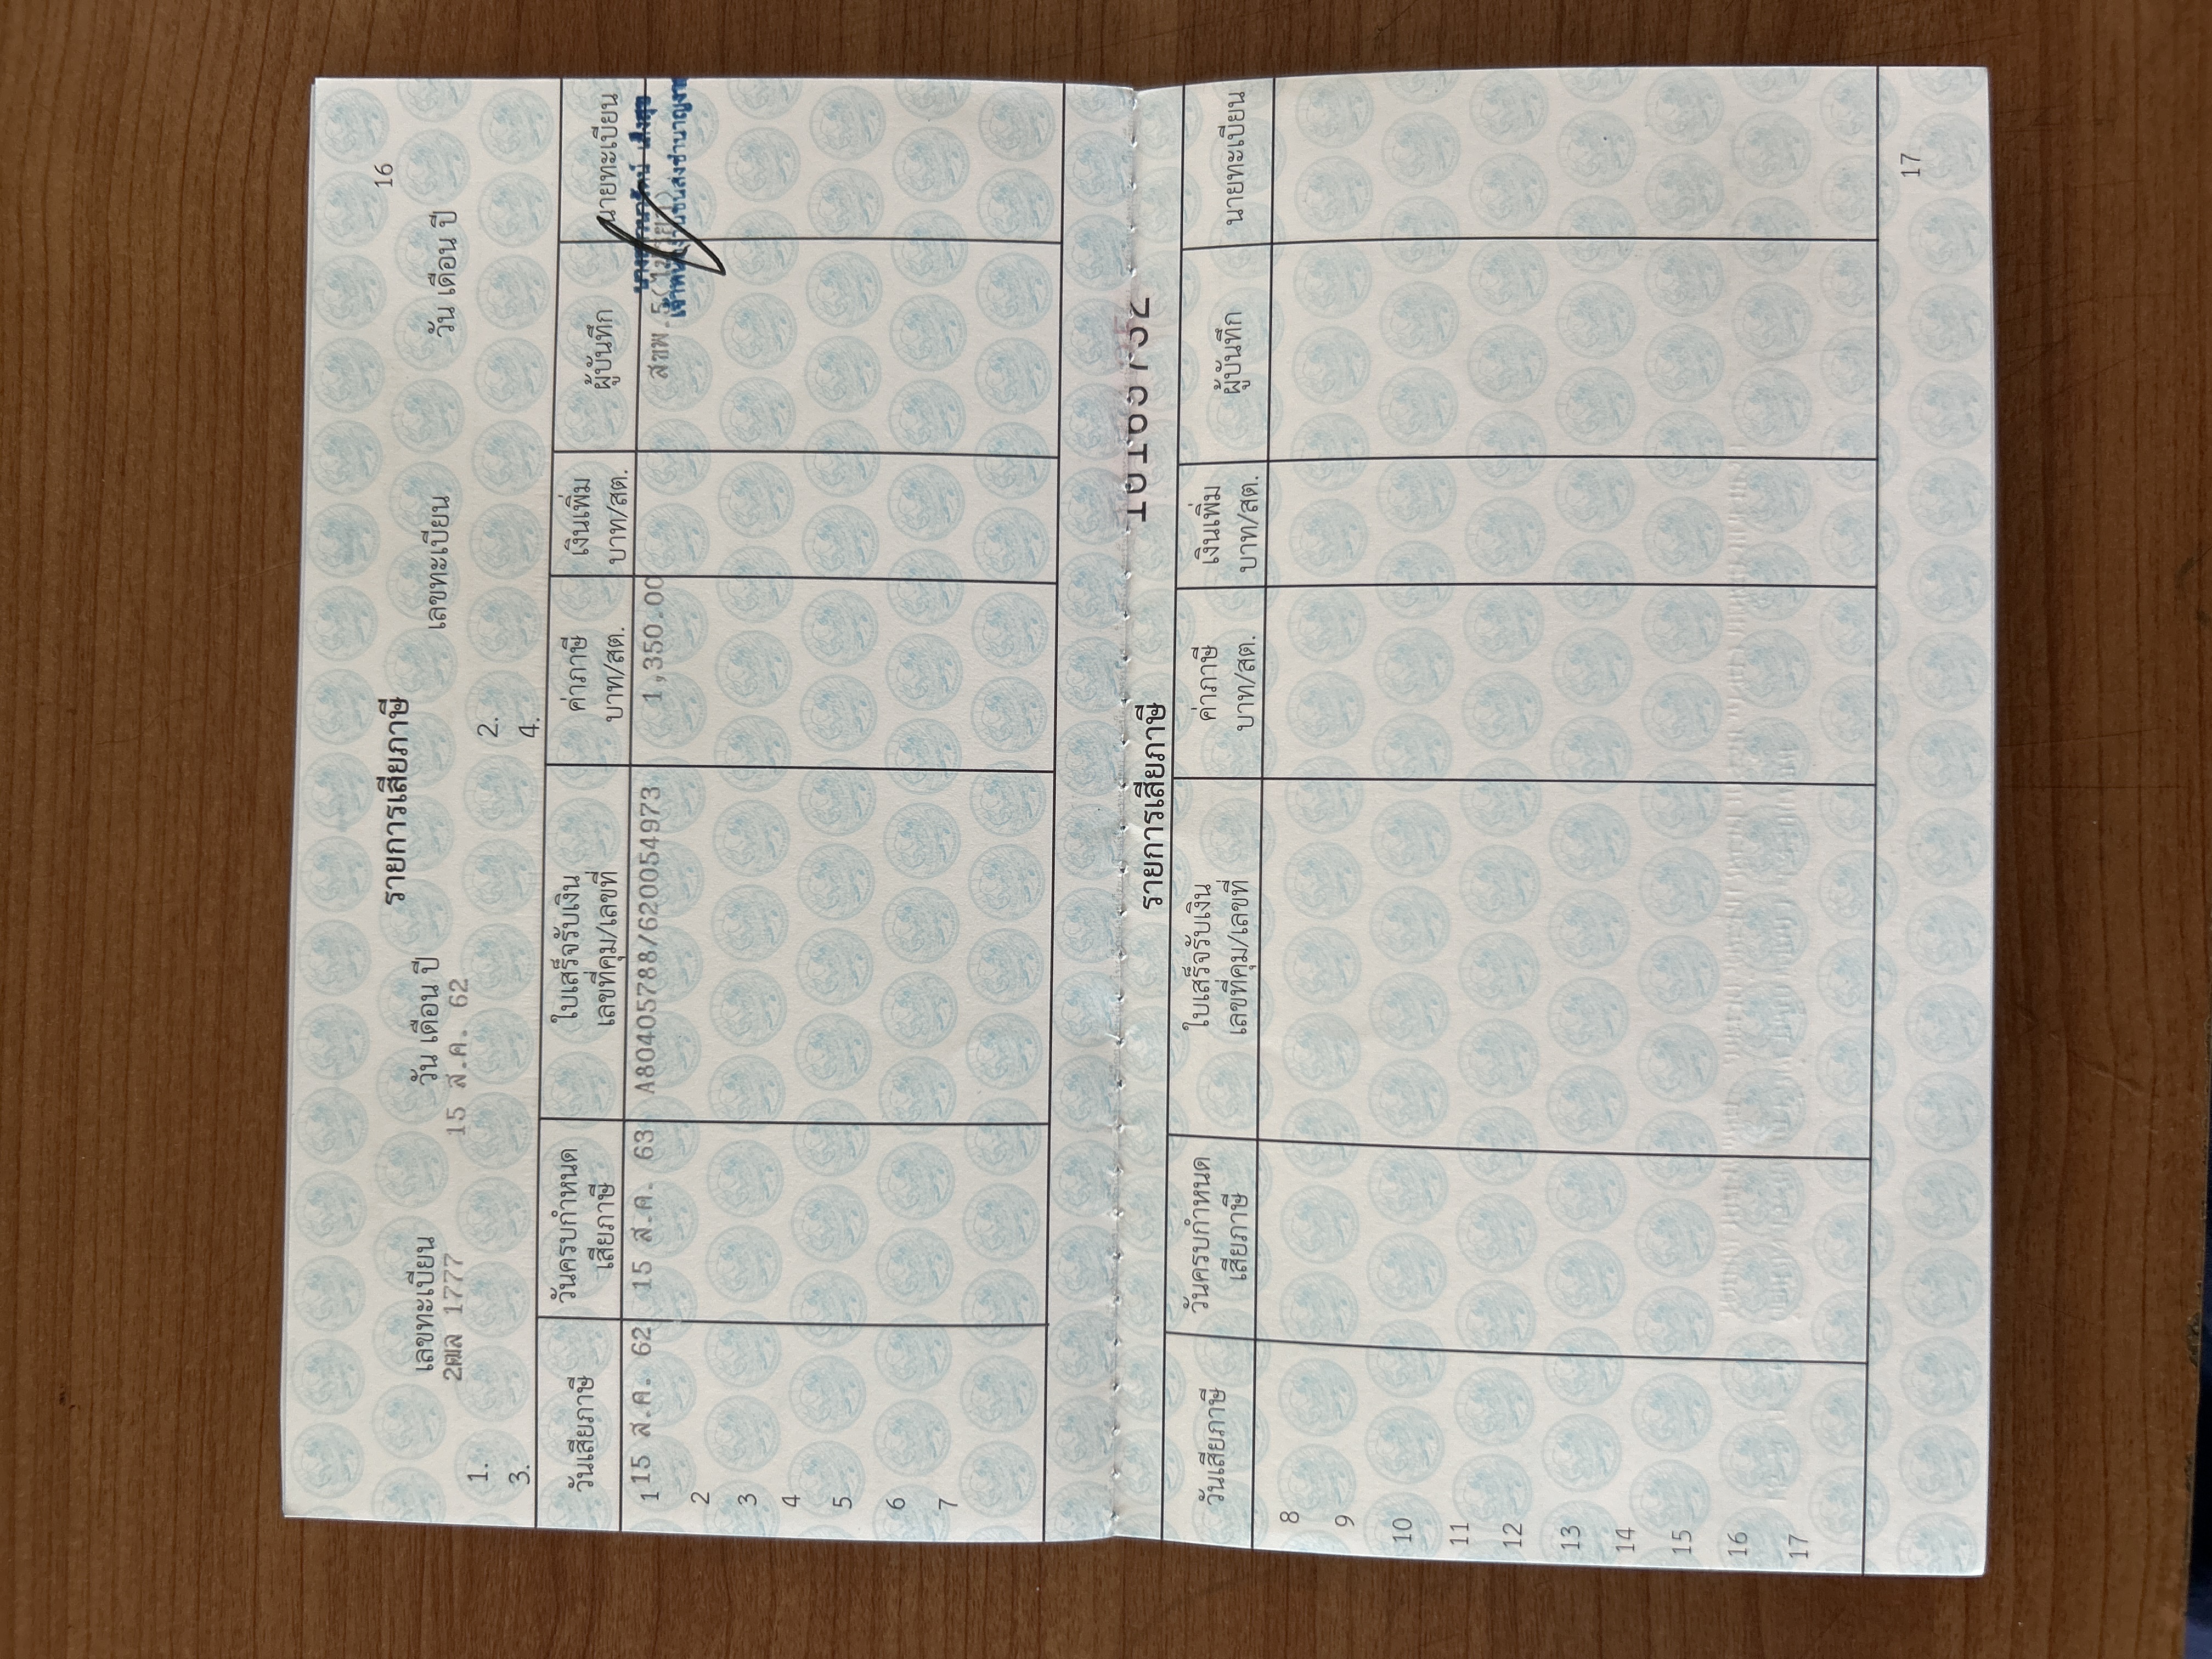 16
รายการเสียภาษี
เลขทะเบียน วัน เดือน ปี เลขทะเบียน วัน เดือน ปี
1. 2ฒล 1777 15 ส.ค. 62 2.
3. 4.
วันเสียภาษี วันครบกำหนด ใบเสร็จรับเงิน ค่าภาษี เงินเพิ่ม ผู้บันทึก นายทะเบียน
เสียภาษี เลขที่คุม/เลขที่ บาท/สต. บาท/สต.
1 15 ส.ค. 62 15 ส.ค. 63 A80405788/6200054973 1,350.00 สขพ.5
2
3
4
5
6
7
รายการเสียภาษี
วันเสียภาษี วันครบกำหนด ใบเสร็จรับเงิน ค่าภาษี เงินเพิ่ม ผู้บันทึก นายทะเบียน
เสียภาษี เลขที่คุม/เลขที่ บาท/สต. บาท/สต.
8
9
10
11
12
13
14
15
16
17
17